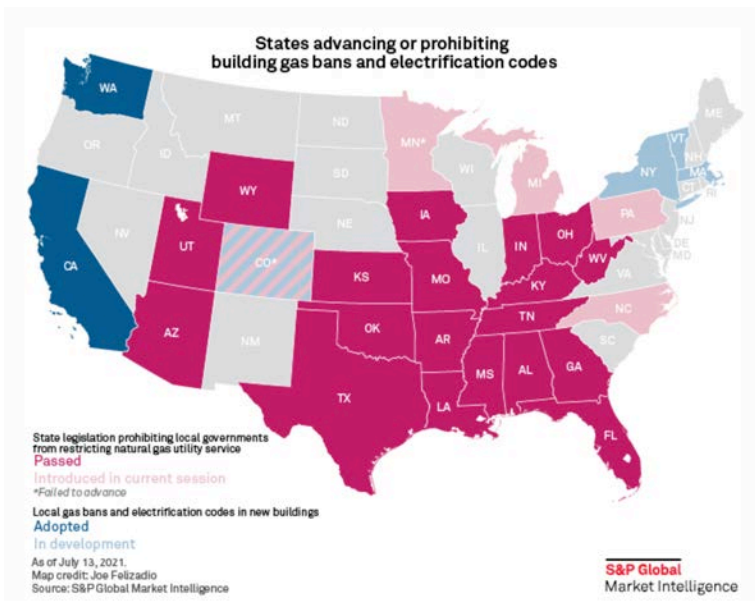 States advancing or prohibiting
building gas bans and electrification codes
WA
MT
ND
OR
ID
SD
MN*
WI
MI
NY
VT
ME
NH
MA
CT
RI
WY
NE
IA
PA
NJ
NV
UT
CO*
IL
IN
OH
DE
MD
CA
KS
MO
WV
VA
KY
AZ
NM
OK
AR
TN
NC
SC
TX
LA
MS
AL
GA
FL
State legislation prohibiting local governments
from restricting natural gas utility service
Passed
Introduced in current session
*Failed to advance
Local gas bans and electrification codes in new buildings
Adopted
In development
As of July 13, 2021.
Map credit: Joe Felizadio
Source: S&P Global Market Intelligence
S&P Global
Market Intelligence